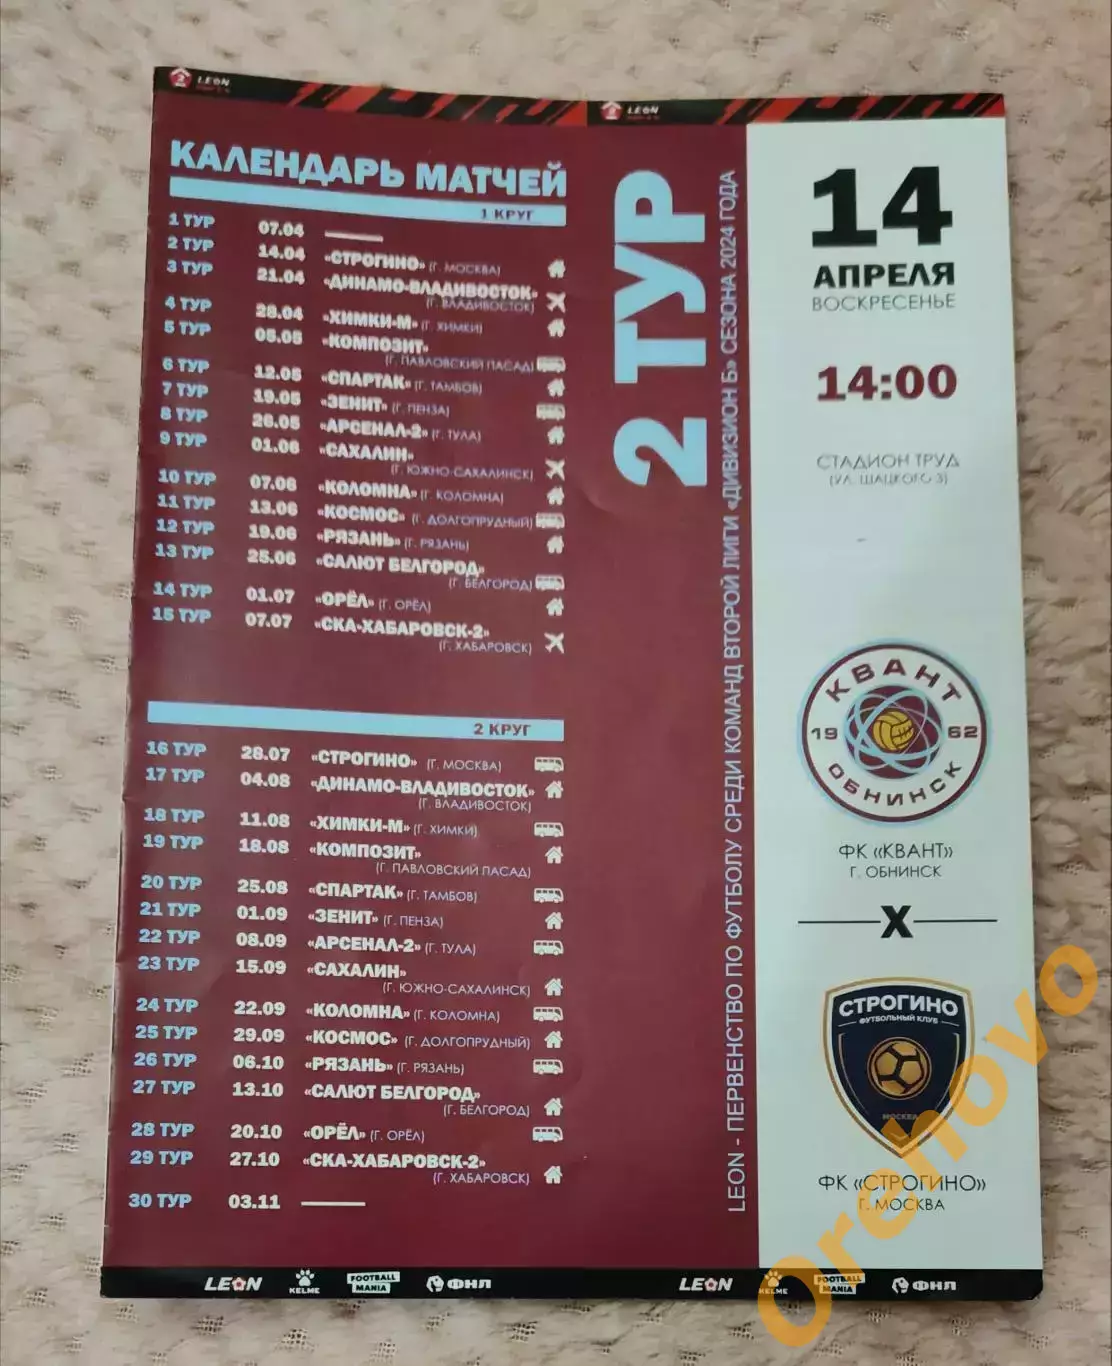 LEON
КАЛЕНДАРЬ МАТЧЕЙ
1 КРУГ
1 ТУР 07.04
2 ТУР 14.04 «СТРОГИНО» (Г. МОСКВА)
3 ТУР 21.04 «ДИНАМО-ВЛАДИВОСТОК»
(Г. ВЛАДИВОСТОК)
4 ТУР 28.04 «ХИМКИ-М» (Г. ХИМКИ)
5 ТУР 05.05 «КОМПОЗИТ»
(Г. ПАВЛОВСКИЙ ПАСАД)
6 ТУР 12.05 «СПАРТАК» (Г. ТАМБОВ)
7 ТУР 19.05 «ЗЕНИТ» (Г. ПЕНЗА)
8 ТУР 26.05 «АРСЕНАЛ-2» (Г. ТУЛА)
9 ТУР 01.06 «САХАЛИН»
(Г. ЮЖНО-САХАЛИНСК)
10 ТУР 07.06 «КОЛОМНА» (Г. КОЛОМНА)
11 ТУР 13.06 «КОСМОС» (Г. ДОЛГОПРУДНЫЙ)
12 ТУР 19.06 «РЯЗАНЬ» (Г. РЯЗАНЬ)
13 ТУР 25.06 «САЛЮТ БЕЛГОРОД»
(Г. БЕЛГОРОД)
14 ТУР 01.07 «ОРЁЛ» (Г. ОРЁЛ)
15 ТУР 07.07 «СКА-ХАБАРОВСК-2»
(Г. ХАБАРОВСК)
2 КРУГ
16 ТУР 28.07 «СТРОГИНО» (Г. МОСКВА)
17 ТУР 04.08 «ДИНАМО-ВЛАДИВОСТОК»
(Г. ВЛАДИВОСТОК)
18 ТУР 11.08 «ХИМКИ-М» (Г. ХИМКИ)
19 ТУР 18.08 «КОМПОЗИТ»
(Г. ПАВЛОВСКИЙ ПАСАД)
20 ТУР 25.08 «СПАРТАК» (Г. ТАМБОВ)
21 ТУР 01.09 «ЗЕНИТ» (Г. ПЕНЗА)
22 ТУР 08.09 «АРСЕНАЛ-2» (Г. ТУЛА)
23 ТУР 15.09 «САХАЛИН»
(Г. ЮЖНО-САХАЛИНСК)
24 ТУР 22.09 «КОЛОМНА» (Г. КОЛОМНА)
25 ТУР 29.09 «КОСМОС» (Г. ДОЛГОПРУДНЫЙ)
26 ТУР 06.10 «РЯЗАНЬ» (Г. РЯЗАНЬ)
27 ТУР 13.10 «САЛЮТ БЕЛГОРОД»
(Г. БЕЛГОРОД)
28 ТУР 20.10 «ОРЁЛ» (Г. ОРЁЛ)
29 ТУР 27.10 «СКА-ХАБАРОВСК-2»
(Г. ХАБАРОВСК)
30 ТУР 03.11
LEON KELME FOOTBALL MANIA ФНЛ
LEON
2 ТУР
LEON - ПЕРВЕНСТВО ПО ФУТБОЛУ СРЕДИ КОМАНД ВТОРОЙ ЛИГИ «ДИВИЗИОН Б» СЕЗОНА 2024 ГОДА
14
АПРЕЛЯ
ВОСКРЕСЕНЬЕ
14:00
СТАДИОН ТРУД
(УЛ. ШАЦКОГО 3)
КВАНТ
1962
ОБНИНСК
ФК «КВАНТ»
Г. ОБНИНСК
X
СТРОГИНО
ФУТБОЛЬНЫЙ КЛУБ
МОСКВА
ФК «СТРОГИНО»
Г. МОСКВА
LEON KELME FOOTBALL MANIA ФНЛ
Orenovo